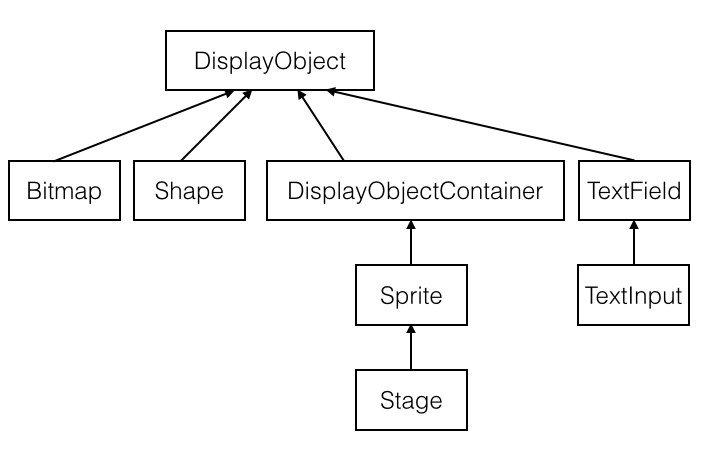 DisplayObject
Bitmap
Shape
DisplayObjectContainer
TextField
Sprite
TextInput
Stage